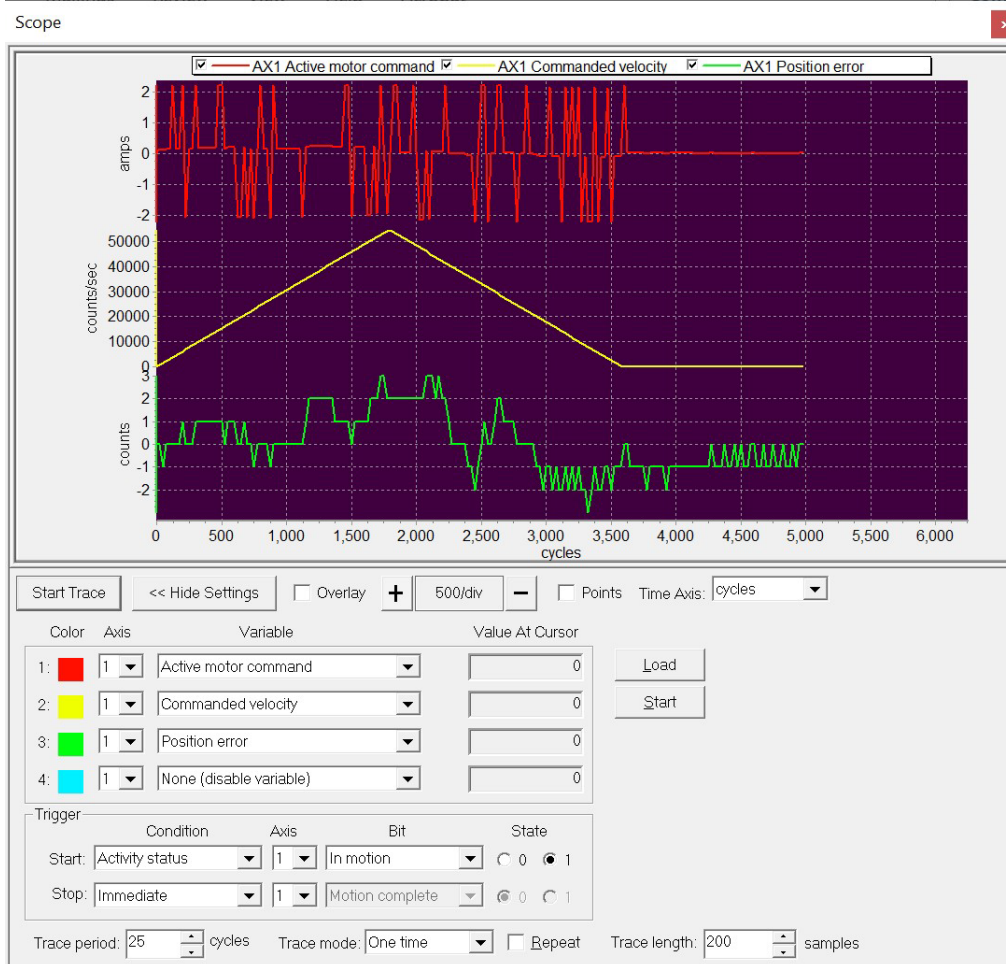 Scope
AX1 Active motor command AX1 Commanded velocity AX1 Position error
amps
2
1
0
-1
-2
counts/sec
50000
40000
30000
20000
10000
0
counts
3
2
1
0
-1
-2
0 500 1,000 1,500 2,000 2,500 3,000 3,500 4,000 4,500 5,000 5,500 6,000
cycles
Start Trace << Hide Settings Overlay + 500/div - Points Time Axis: cycles
Color Axis Variable Value At Cursor
1: 1 Active motor command 0 Load
2: 1 Commanded velocity 0 Start
3: 1 Position error 0
4: 1 None (disable variable) 0
Trigger
Condition Axis Bit State
Start: Activity status 1 In motion 0 1
Stop: Immediate 1 Motion complete 0 1
Trace period: 25 cycles Trace mode: One time Repeat Trace length: 200 samples